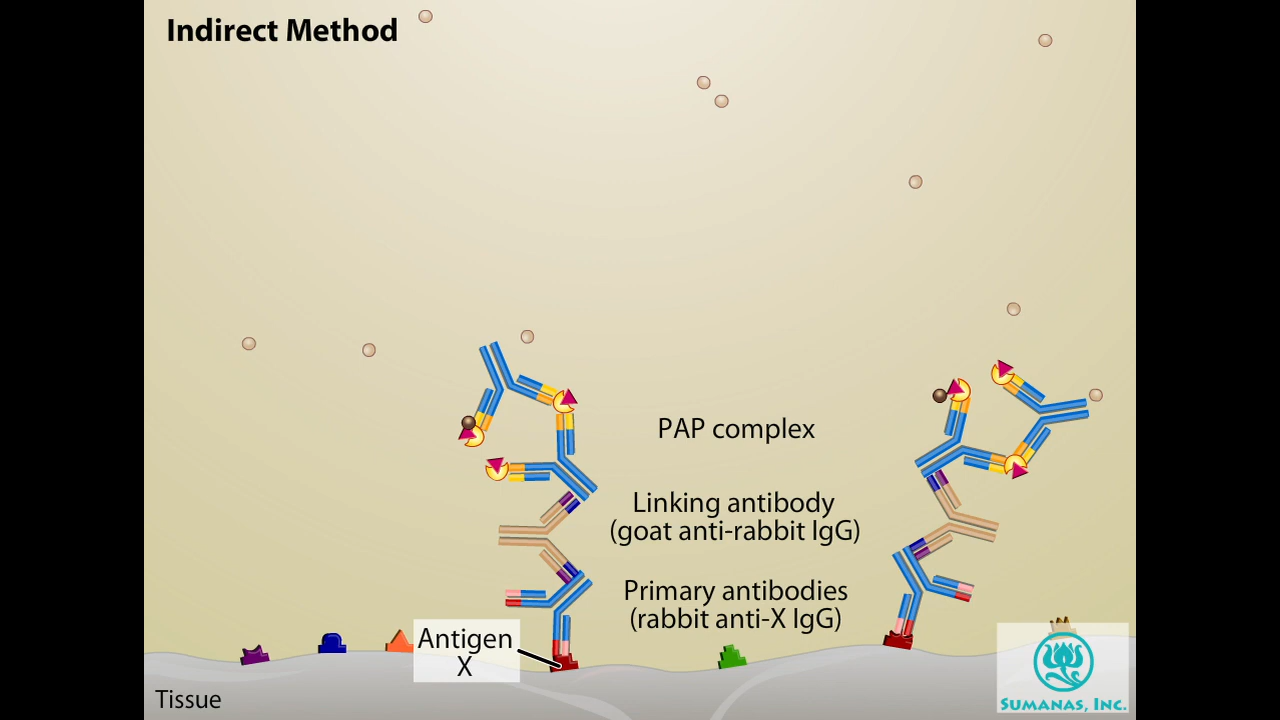 Indirect Method
PAP complex
Linking antibody
(goat anti-rabbit IgG)
Primary antibodies
(rabbit anti-X IgG)
Antigen
X
Tissue
SUMANAS, INC.